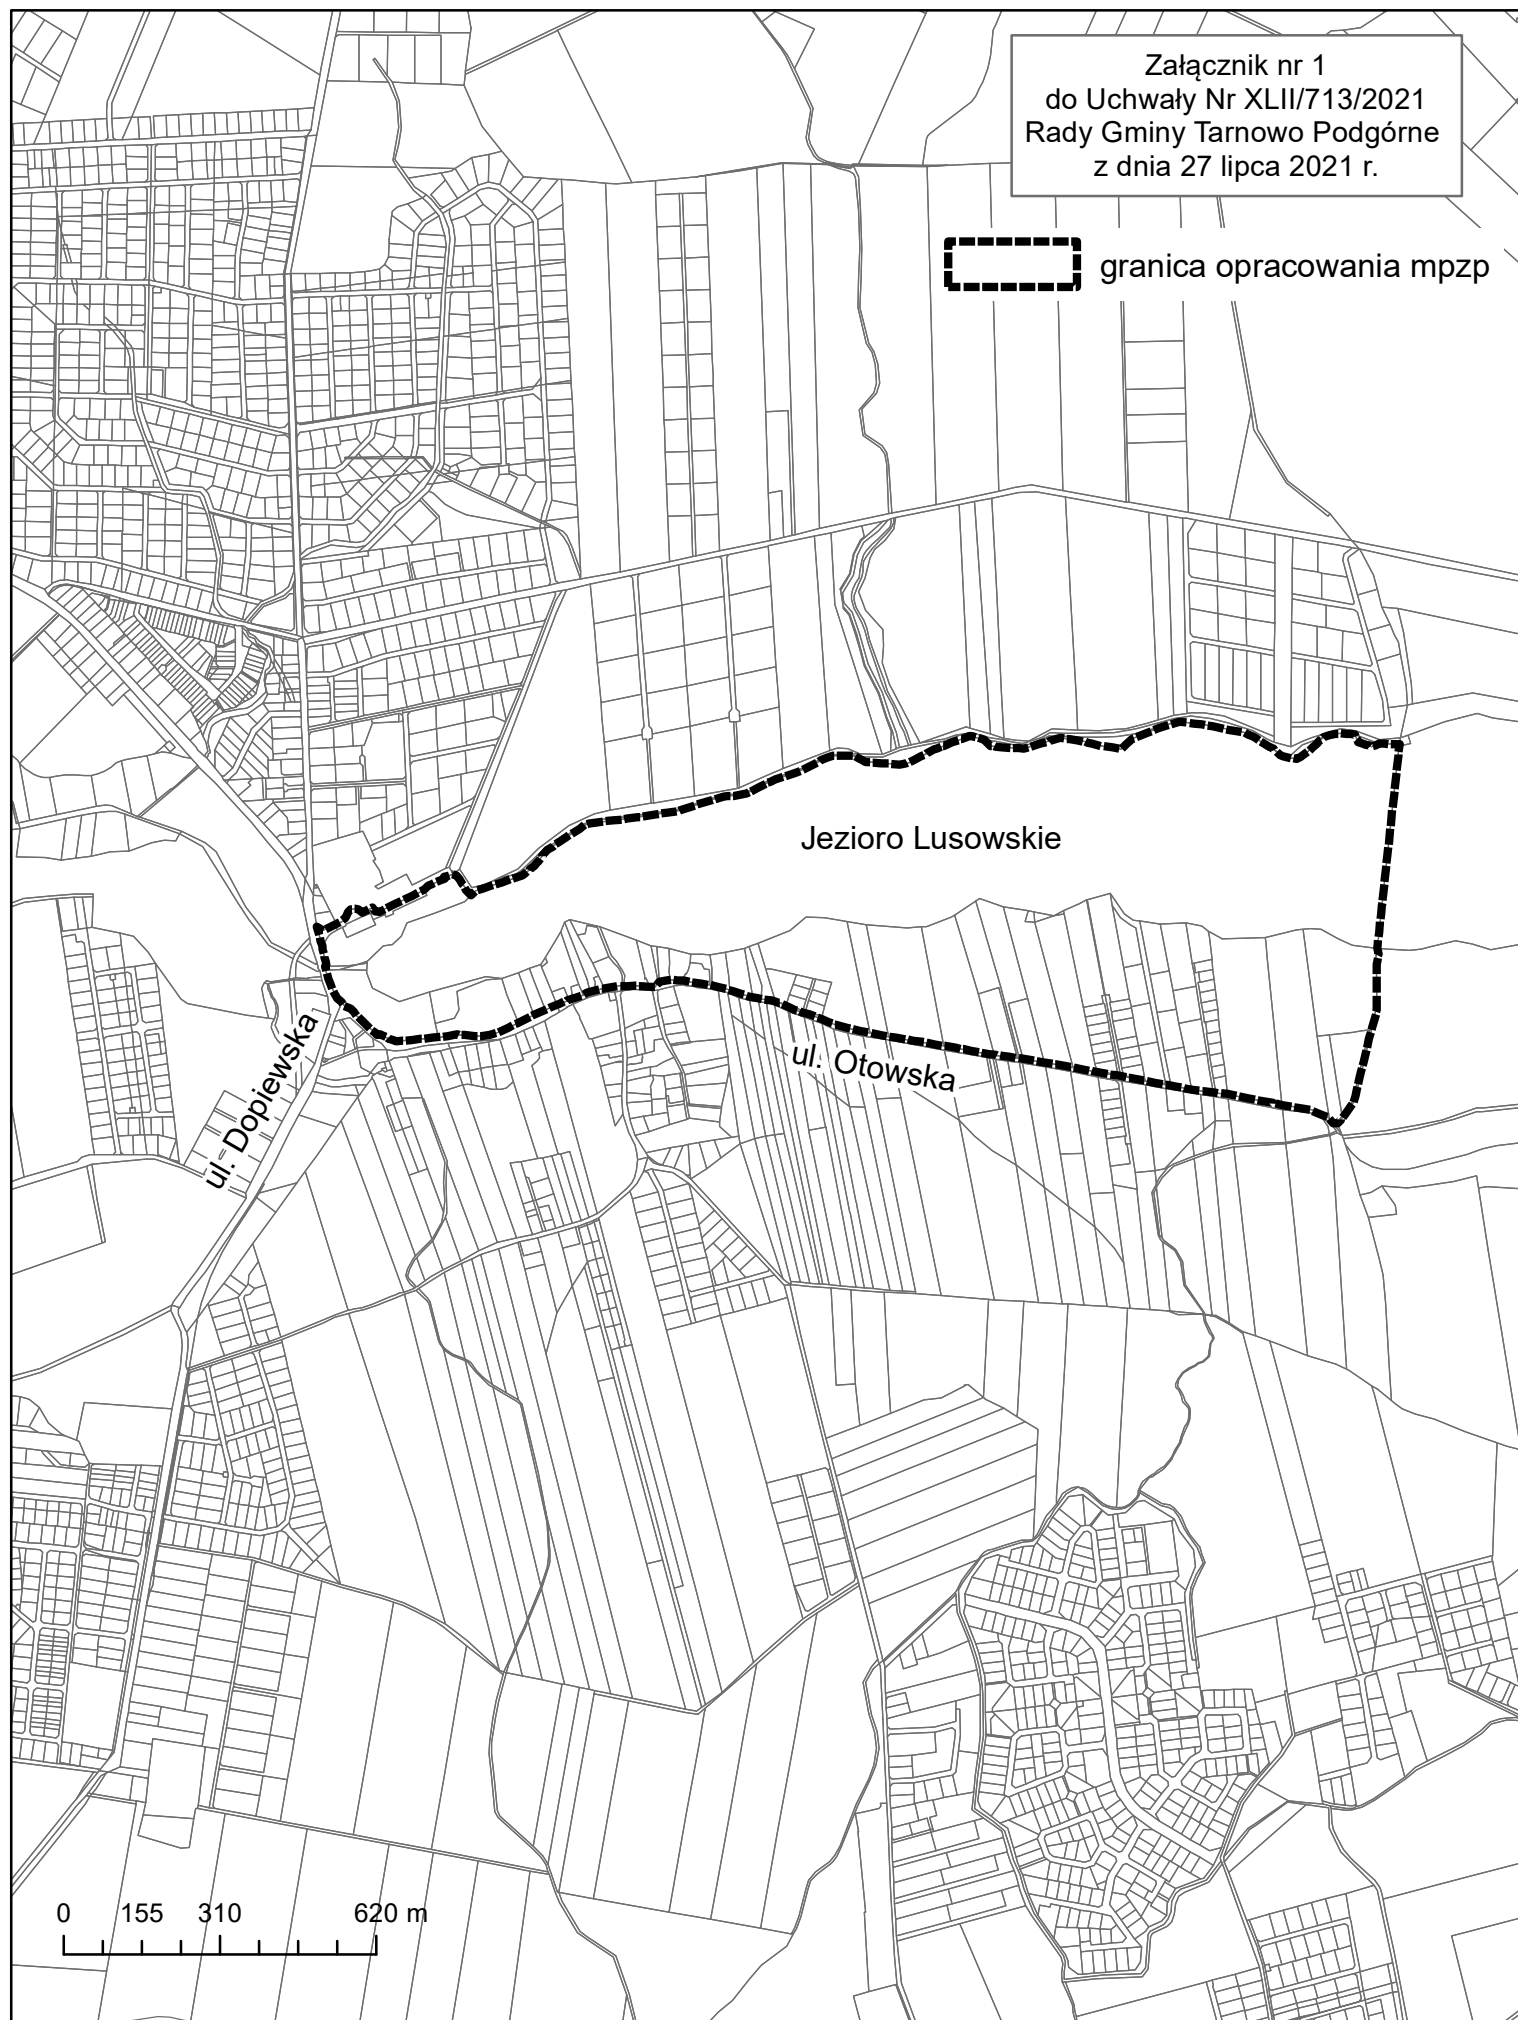 Załącznik nr 1
do Uchwały Nr XLII/713/2021
Rady Gminy Tarnowo Podgórne
z dnia 27 lipca 2021 r.
granica opracowania mpzp
Jezioro Lusowskie
ul. Otowska
ul. Dopiewska
0 155 310 620 m